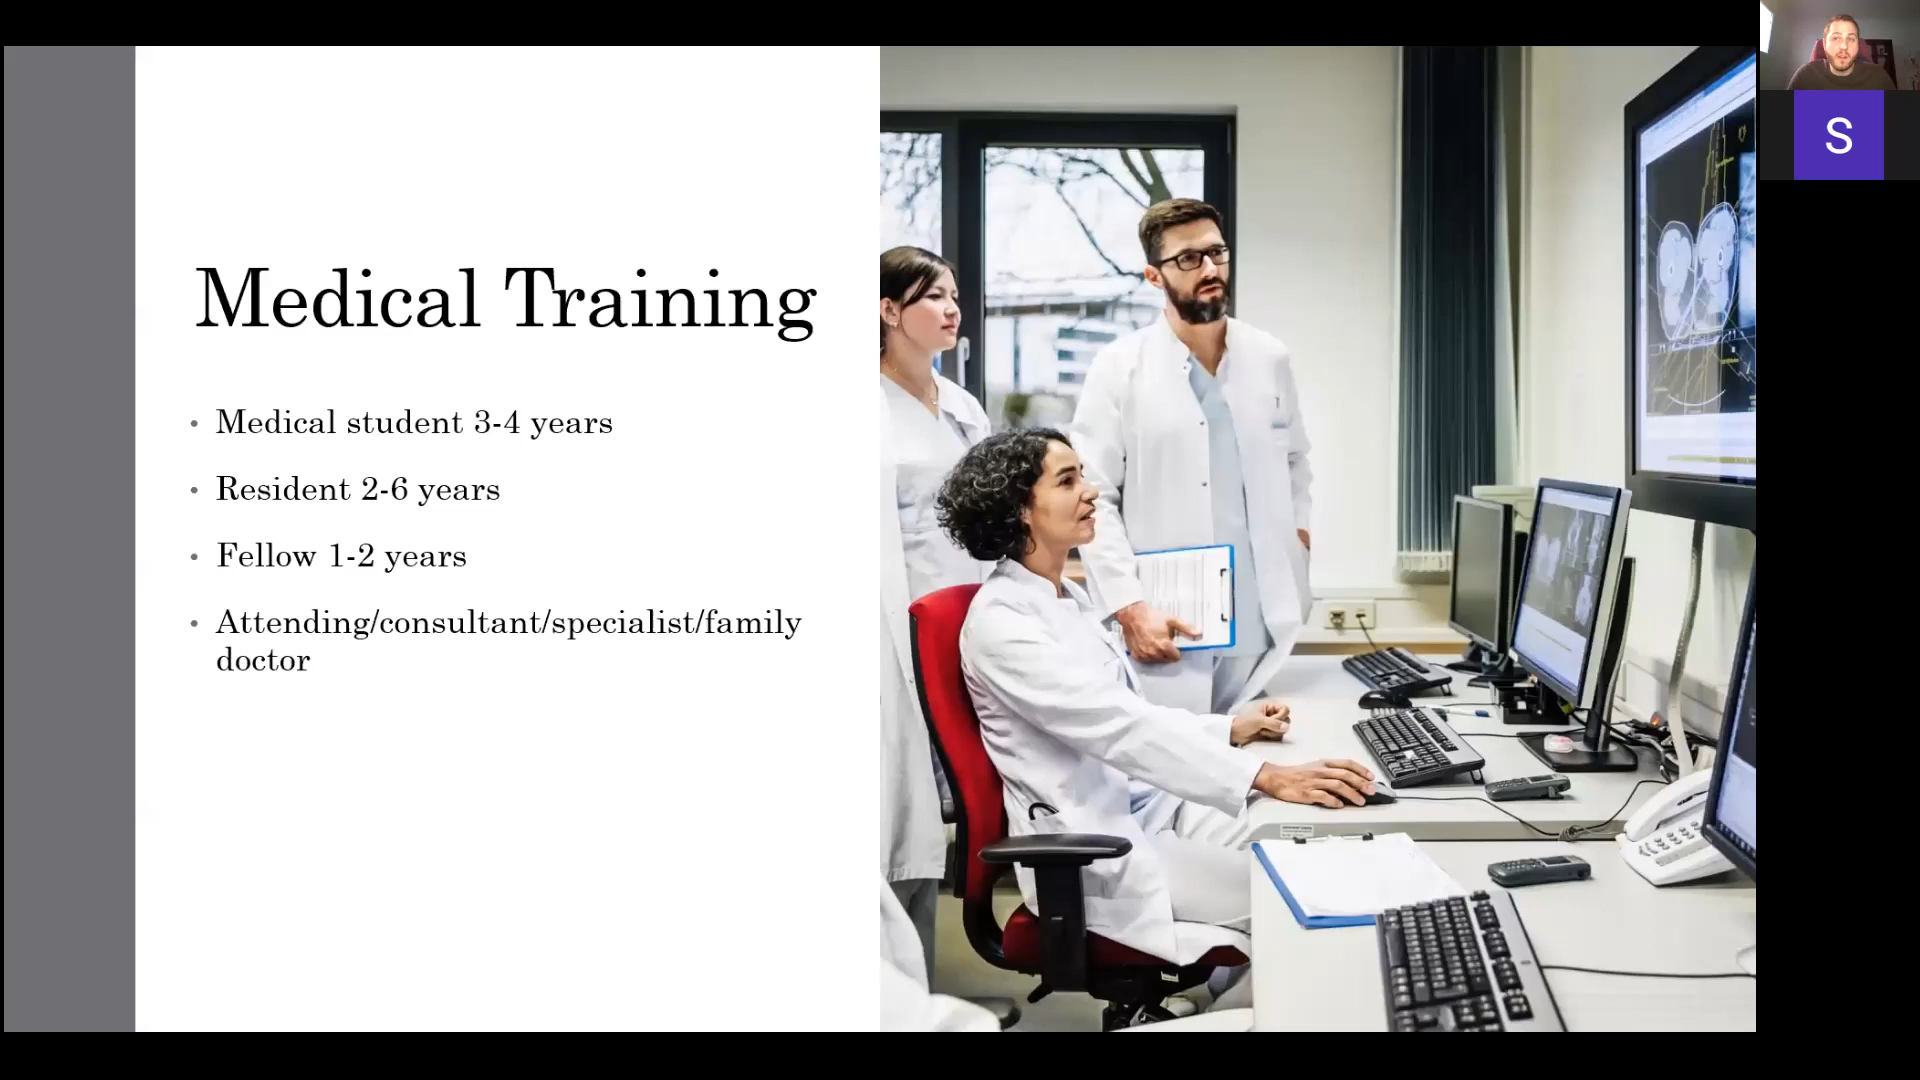 Medical Training
• Medical student 3-4 years
• Resident 2-6 years
• Fellow 1-2 years
• Attending/consultant/specialist/family
doctor
S